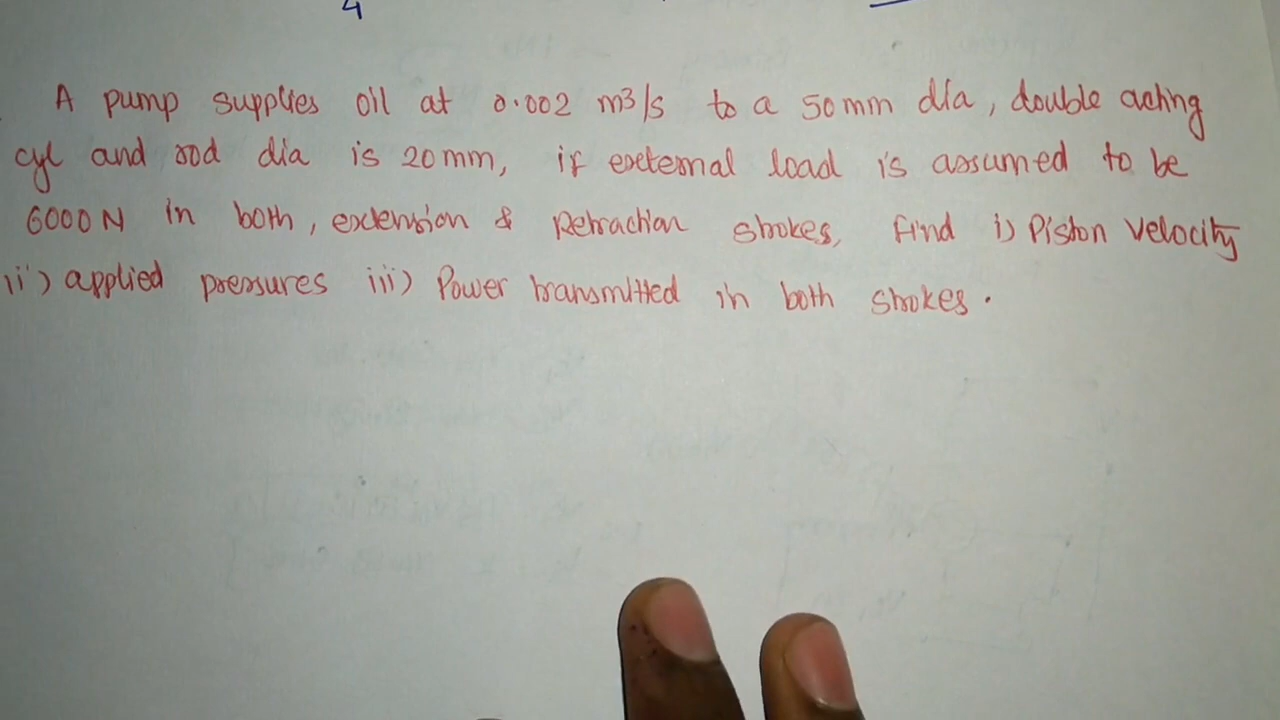 4
A pump supplies oil at 0.002 m³/s to a 50mm dia, double acting
cyl and rod dia is 20mm, if external load is assumed to be
6000N in both, extension & Retraction strokes, find i) Piston Velocity
ii) applied pressures iii) Power transmitted in both strokes.